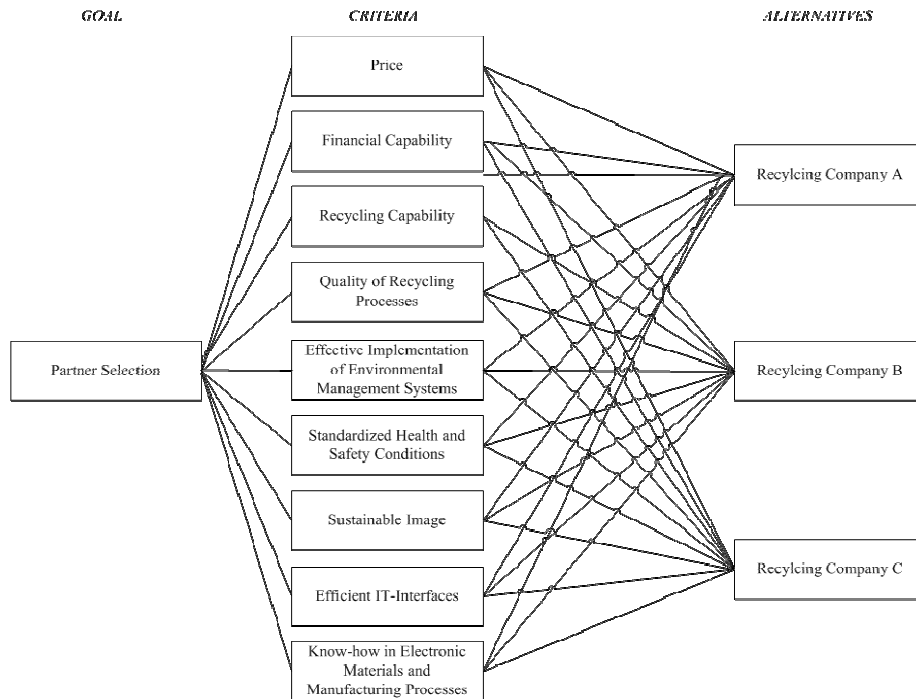 GOAL
CRITERIA
ALTERNATIVES
Price
Financial Capability
Recycling Capability
Quality of Recycling
Processes
Effective Implementation
of Environmental
Management Systems
Standardized Health and
Safety Conditions
Sustainable Image
Efficient IT-Interfaces
Know-how in Electronic
Materials and
Manufacturing Processes
Partner Selection
Recylcing Company A
Recylcing Company B
Recylcing Company C